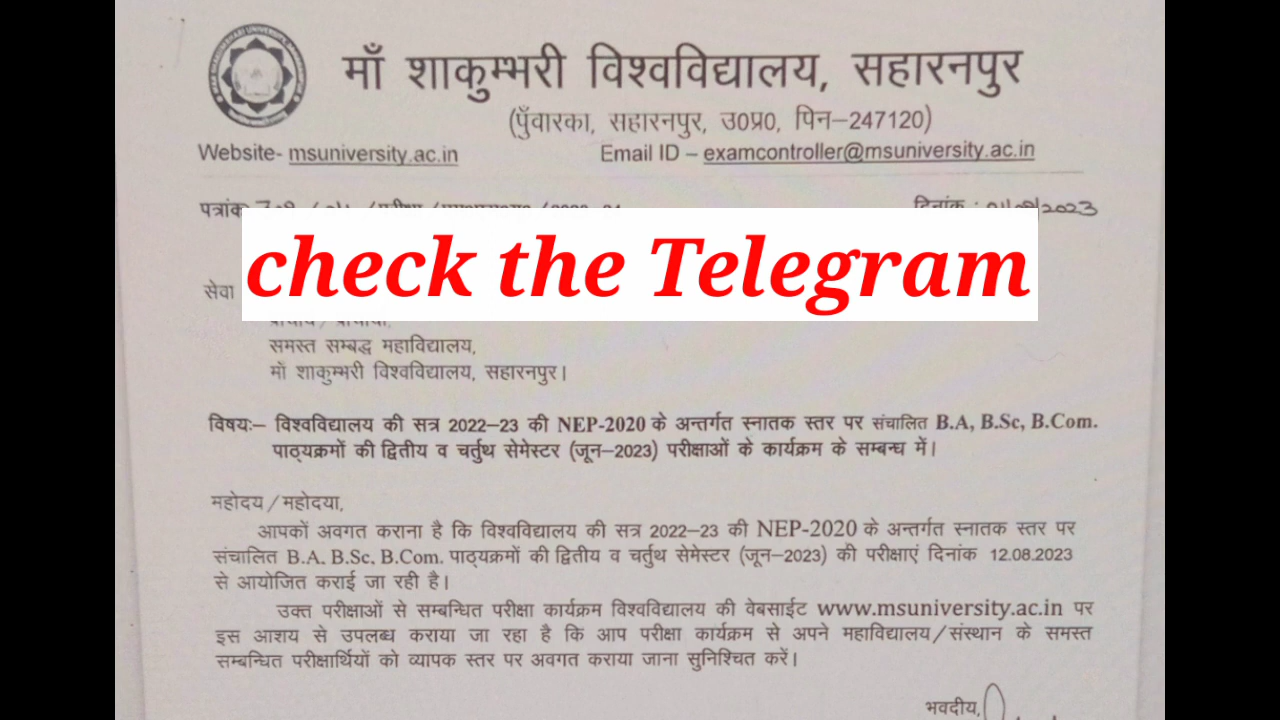 माँ शाकुम्भरी विश्वविद्यालय, सहारनपुर
(पुँवारका, सहारनपुर, उ0प्र0, पिन–247120)
Website- msuniversity.ac.in Email ID – examcontroller@msuniversity.ac.in
पत्रांक दिनांक : 2023
check the Telegram
सेवा
समस्त सम्बद्ध महाविद्यालय,
माँ शाकुम्भरी विश्वविद्यालय, सहारनपुर।
विषयः– विश्वविद्यालय की सत्र 2022–23 की NEP-2020 के अन्तर्गत स्नातक स्तर पर संचालित B.A, B.Sc, B.Com.
पाठ्यक्रमों की द्वितीय व चर्तुथ सेमेस्टर (जून–2023) परीक्षाओं के कार्यक्रम के सम्बन्ध में।
महोदय/महोदया,
आपकों अवगत कराना है कि विश्वविद्यालय की सत्र 2022–23 की NEP-2020 के अन्तर्गत स्नातक स्तर पर
संचालित B.A, B.Sc, B.Com. पाठ्यक्रमों की द्वितीय व चर्तुथ सेमेस्टर (जून–2023) की परीक्षाएं दिनांक 12.08.2023
से आयोजित कराई जा रही है।
उक्त परीक्षाओं से सम्बन्धित परीक्षा कार्यक्रम विश्वविद्यालय की वेबसाईट www.msuniversity.ac.in पर
इस आशय से उपलब्ध कराया जा रहा है कि आप परीक्षा कार्यक्रम से अपने महाविद्यालय/संस्थान के समस्त
सम्बन्धित परीक्षार्थियों को व्यापक स्तर पर अवगत कराया जाना सुनिश्चित करें।
भवदीय,